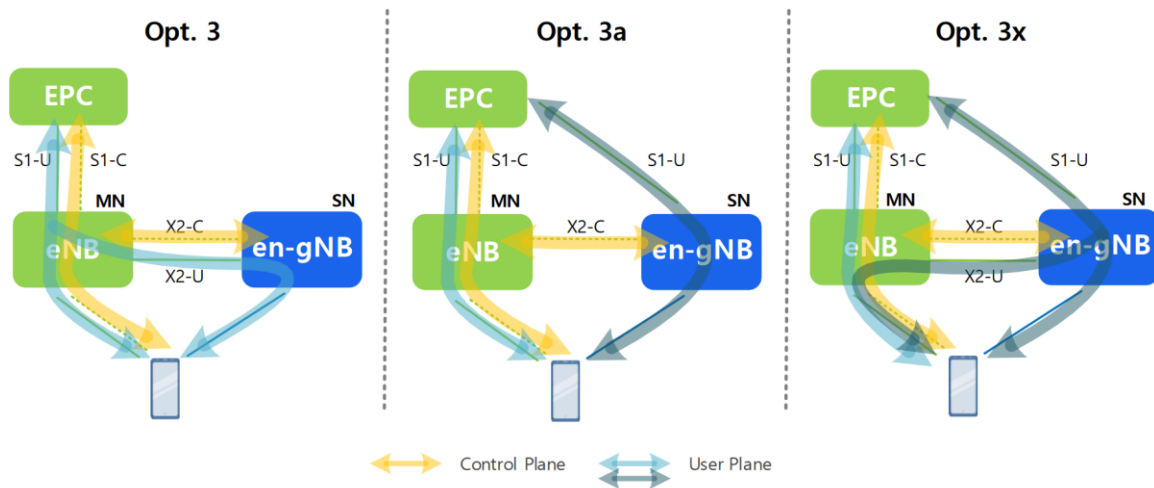 Opt. 3
EPC
S1-U
S1-C
MN
SN
eNB
X2-C
en-gNB
X2-U
Opt. 3a
EPC
S1-U
S1-C
S1-U
MN
SN
eNB
X2-C
en-gNB
Opt. 3x
EPC
S1-U
S1-C
S1-U
MN
SN
eNB
X2-C
en-gNB
X2-U
Control Plane
User Plane